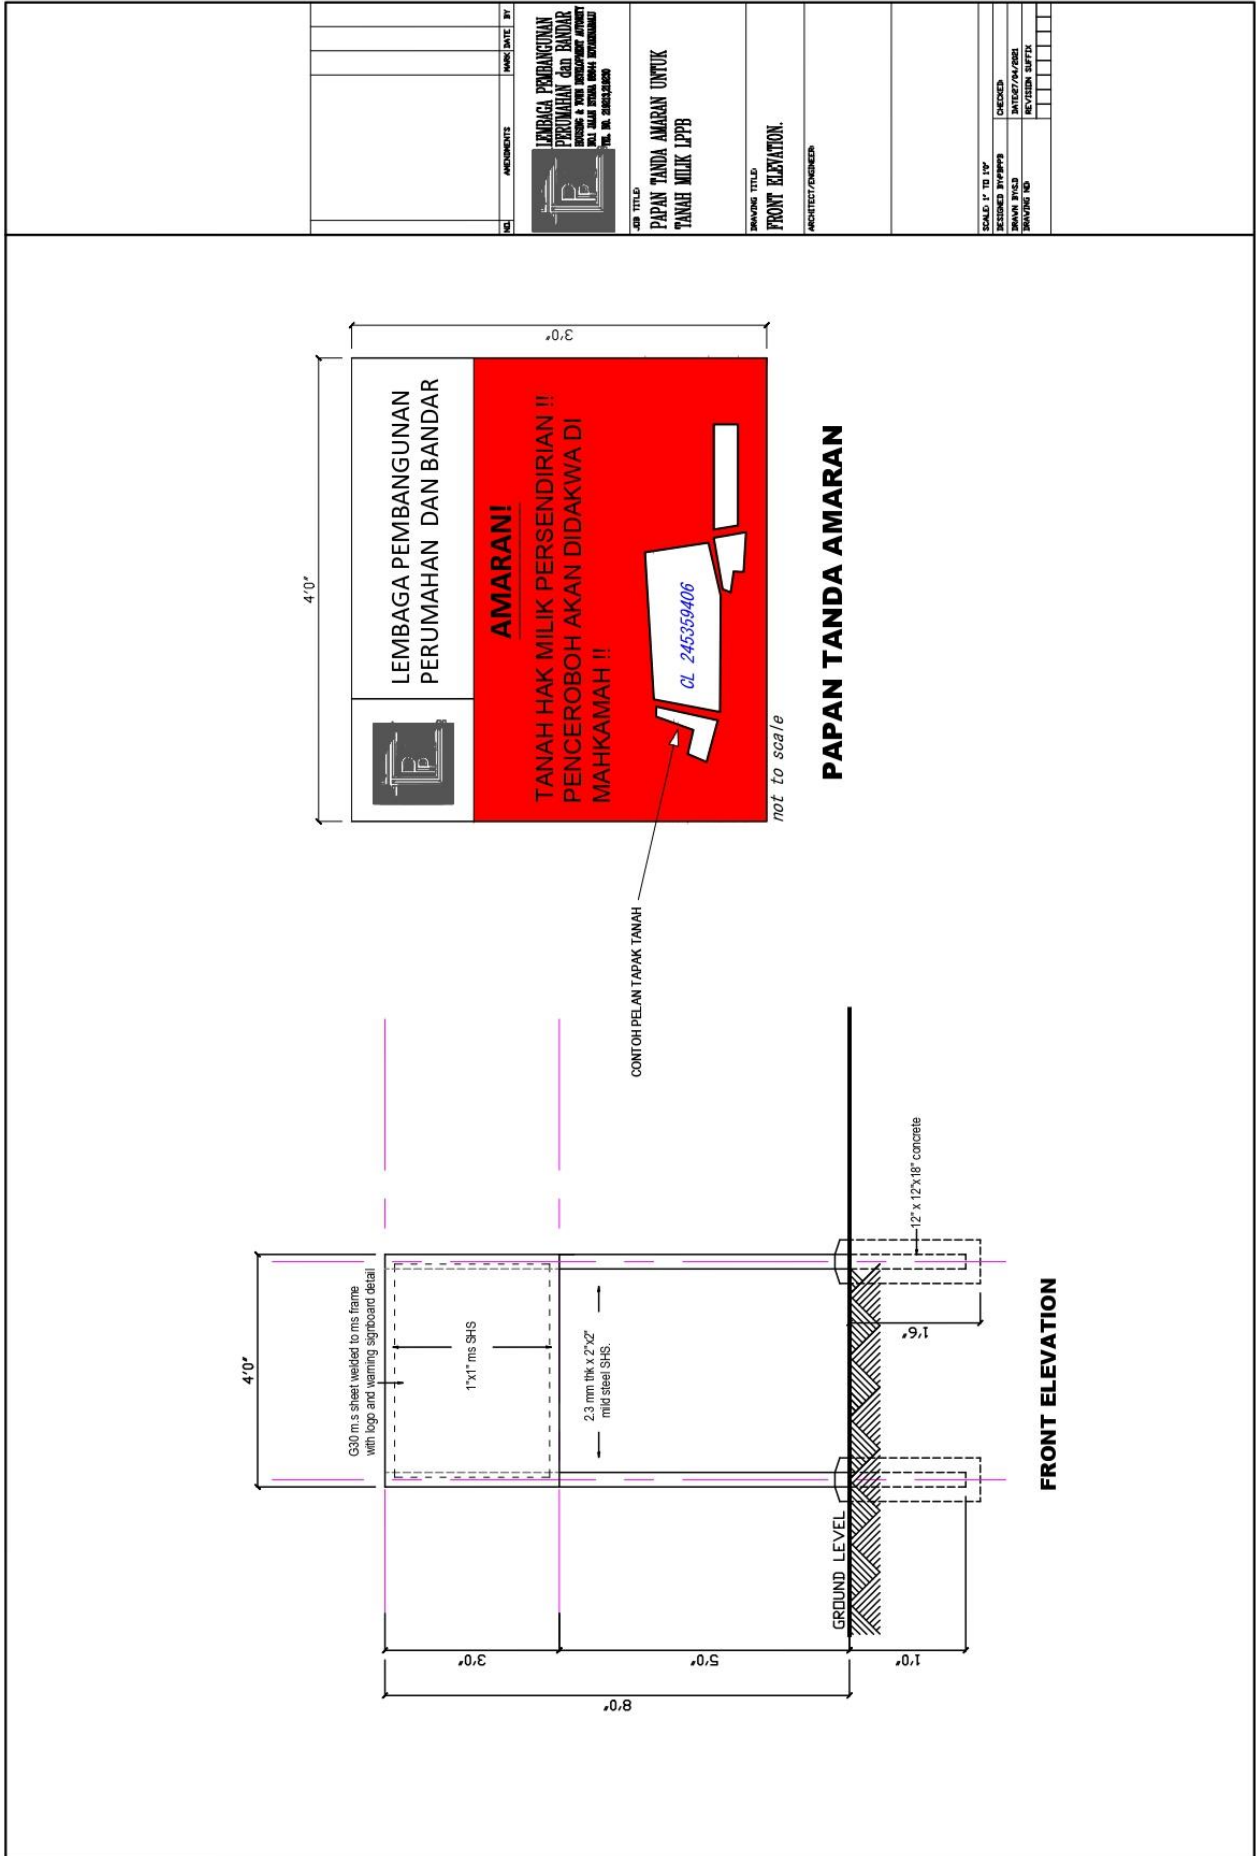 4'0"
G30 m.s sheet welded to ms frame
with logo and warning signboard detail
1"x1" ms SHS
2.3 mm thk x 2"x2"
mild steel SHS.
3'0"
5'0"
8'0"
1'0"
1'6"
GROUND LEVEL
12" x 12"x18" concrete
FRONT ELEVATION
4'0"
3'0"
LEMBAGA PEMBANGUNAN
PERUMAHAN DAN BANDAR
AMARAN!
TANAH HAK MILIK PERSENDIRIAN !!
PENCEROBOH AKAN DIDAKWA DI
MAHKAMAH !!
CL 245359406
not to scale
CONTOH PELAN TAPAK TANAH
PAPAN TANDA AMARAN
NO. AMENDMENTS MARK DATE BY
LEMBAGA PEMBANGUNAN
PERUMAHAN dan BANDAR
HOUSING & TOWN DEVELOPMENT AUTHORITY
JOB TITLE:
PAPAN TANDA AMARAN UNTUK
TANAH MILIK LPPB
DRAWING TITLE:
FRONT ELEVATION.
ARCHITECT/ENGINEER:
SCALE: 1" TO 1'0"
DESIGNED BY:BPPB CHECKED:
DRAWN BY:S.D DATE:27/04/2021
DRAWING NO: REVISION SUFFIX